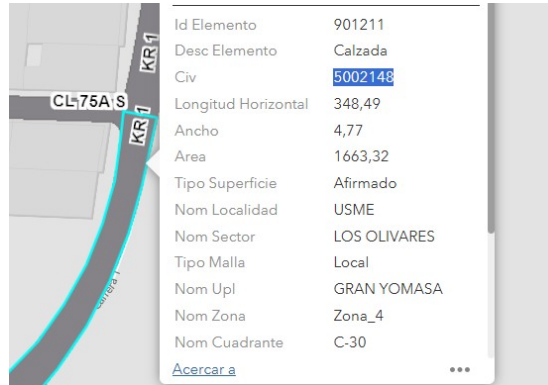 Id Elemento 901211
Desc Elemento Calzada
Civ 5002148
Longitud Horizontal 348,49
Ancho 4,77
Area 1663,32
Tipo Superficie Afirmado
Nom Localidad USME
Nom Sector LOS OLIVARES
Tipo Malla Local
Nom Upl GRAN YOMASA
Nom Zona Zona_4
Nom Cuadrante C-30
Acercar a
KR 1
CL 75A S
KR 1
Carrera 1